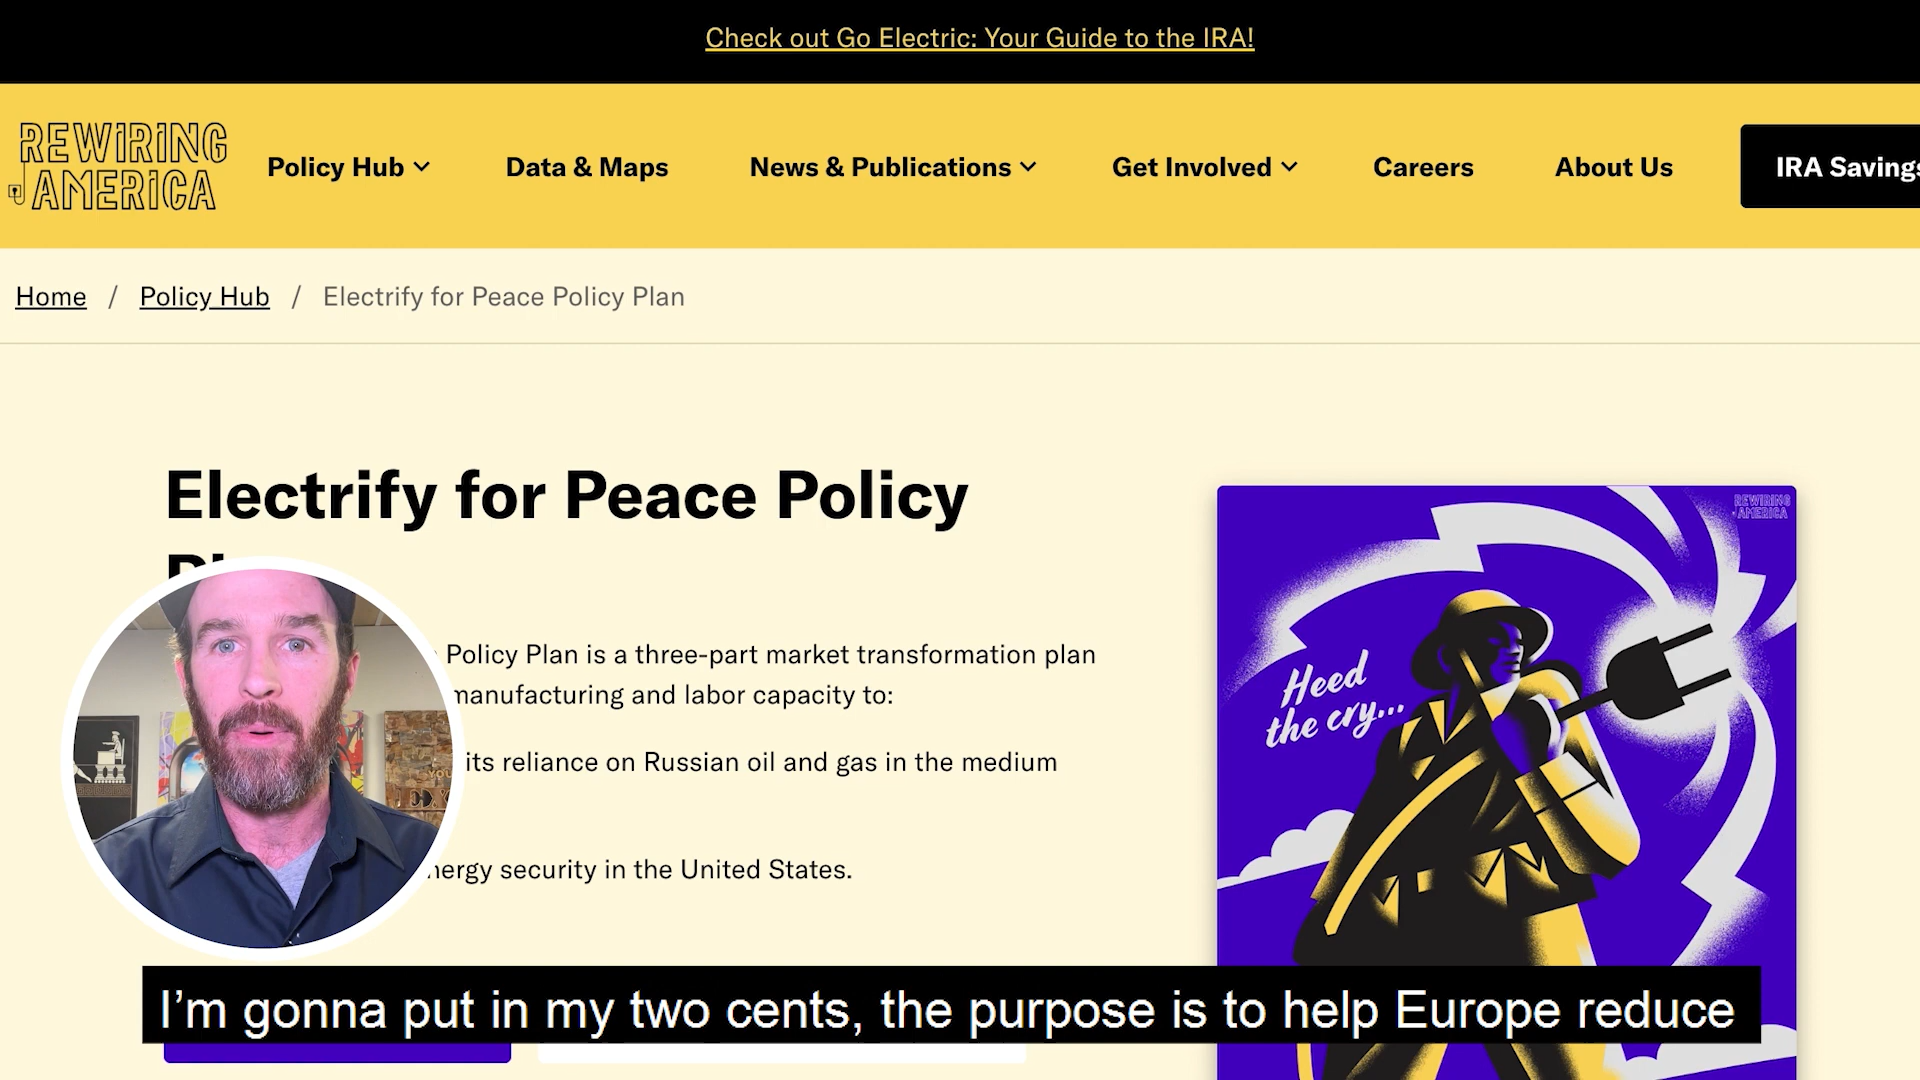 Check out Go Electric: Your Guide to the IRA!
REWIRING
AMERICA
Policy Hub
Data & Maps
News & Publications
Get Involved
Careers
About Us
IRA Savings
Home / Policy Hub / Electrify for Peace Policy Plan
Electrify for Peace Policy
Policy Plan is a three-part market transformation plan
manufacturing and labor capacity to:
its reliance on Russian oil and gas in the medium
energy security in the United States.
REWIRING
AMERICA
Heed
the cry...
I'm gonna put in my two cents, the purpose is to help Europe reduce